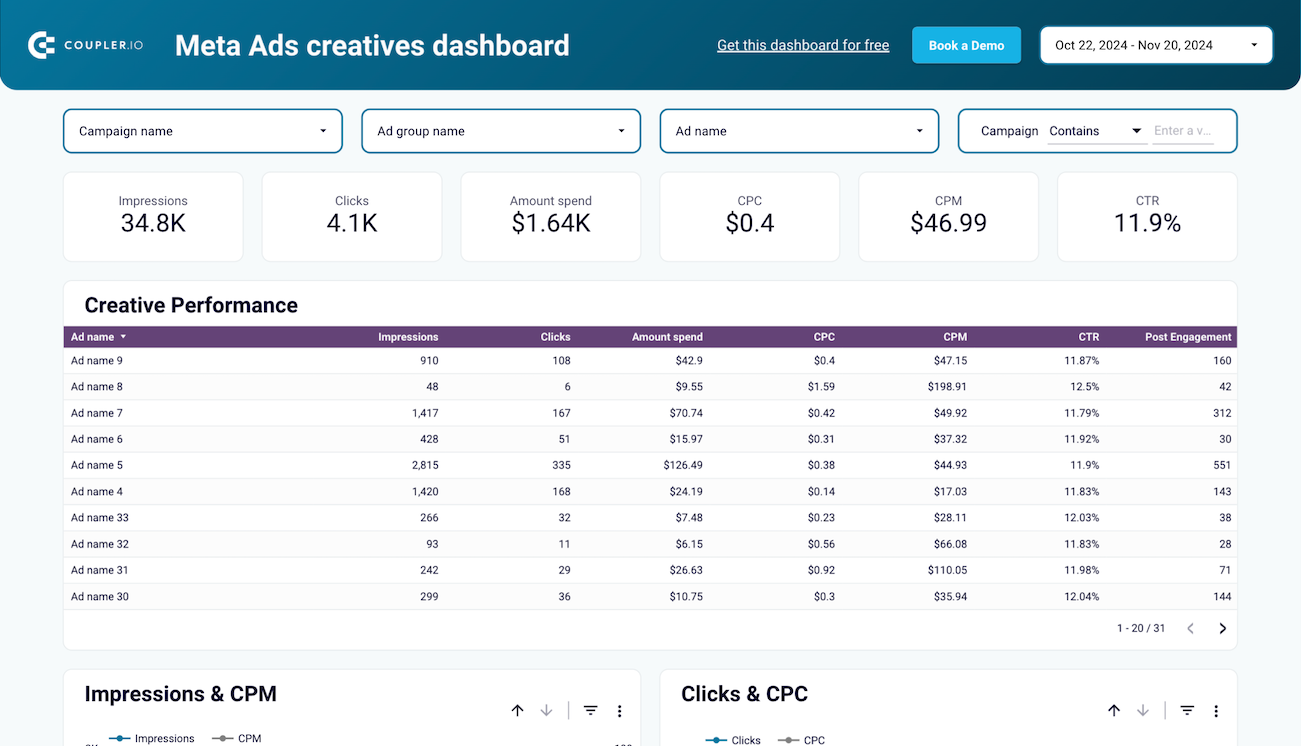 COUPLER.IO Meta Ads creatives dashboard Get this dashboard for free Book a Demo Oct 22, 2024 - Nov 20, 2024
Campaign name Ad group name Ad name Campaign Contains Enter a v...
Impressions Clicks Amount spend CPC CPM CTR
34.8K 4.1K $1.64K $0.4 $46.99 11.9%
Creative Performance
Ad name Impressions Clicks Amount spend CPC CPM CTR Post Engagement
Ad name 9 910 108 $42.9 $0.4 $47.15 11.87% 160
Ad name 8 48 6 $9.55 $1.59 $198.91 12.5% 42
Ad name 7 1,417 167 $70.74 $0.42 $49.92 11.79% 312
Ad name 6 428 51 $15.97 $0.31 $37.32 11.92% 30
Ad name 5 2,815 335 $126.49 $0.38 $44.93 11.9% 551
Ad name 4 1,420 168 $24.19 $0.14 $17.03 11.83% 143
Ad name 33 266 32 $7.48 $0.23 $28.11 12.03% 38
Ad name 32 93 11 $6.15 $0.56 $66.08 11.83% 28
Ad name 31 242 29 $26.63 $0.92 $110.05 11.98% 71
Ad name 30 299 36 $10.75 $0.3 $35.94 12.04% 144
1 - 20 / 31
Impressions & CPM Clicks & CPC
Impressions CPM Clicks CPC